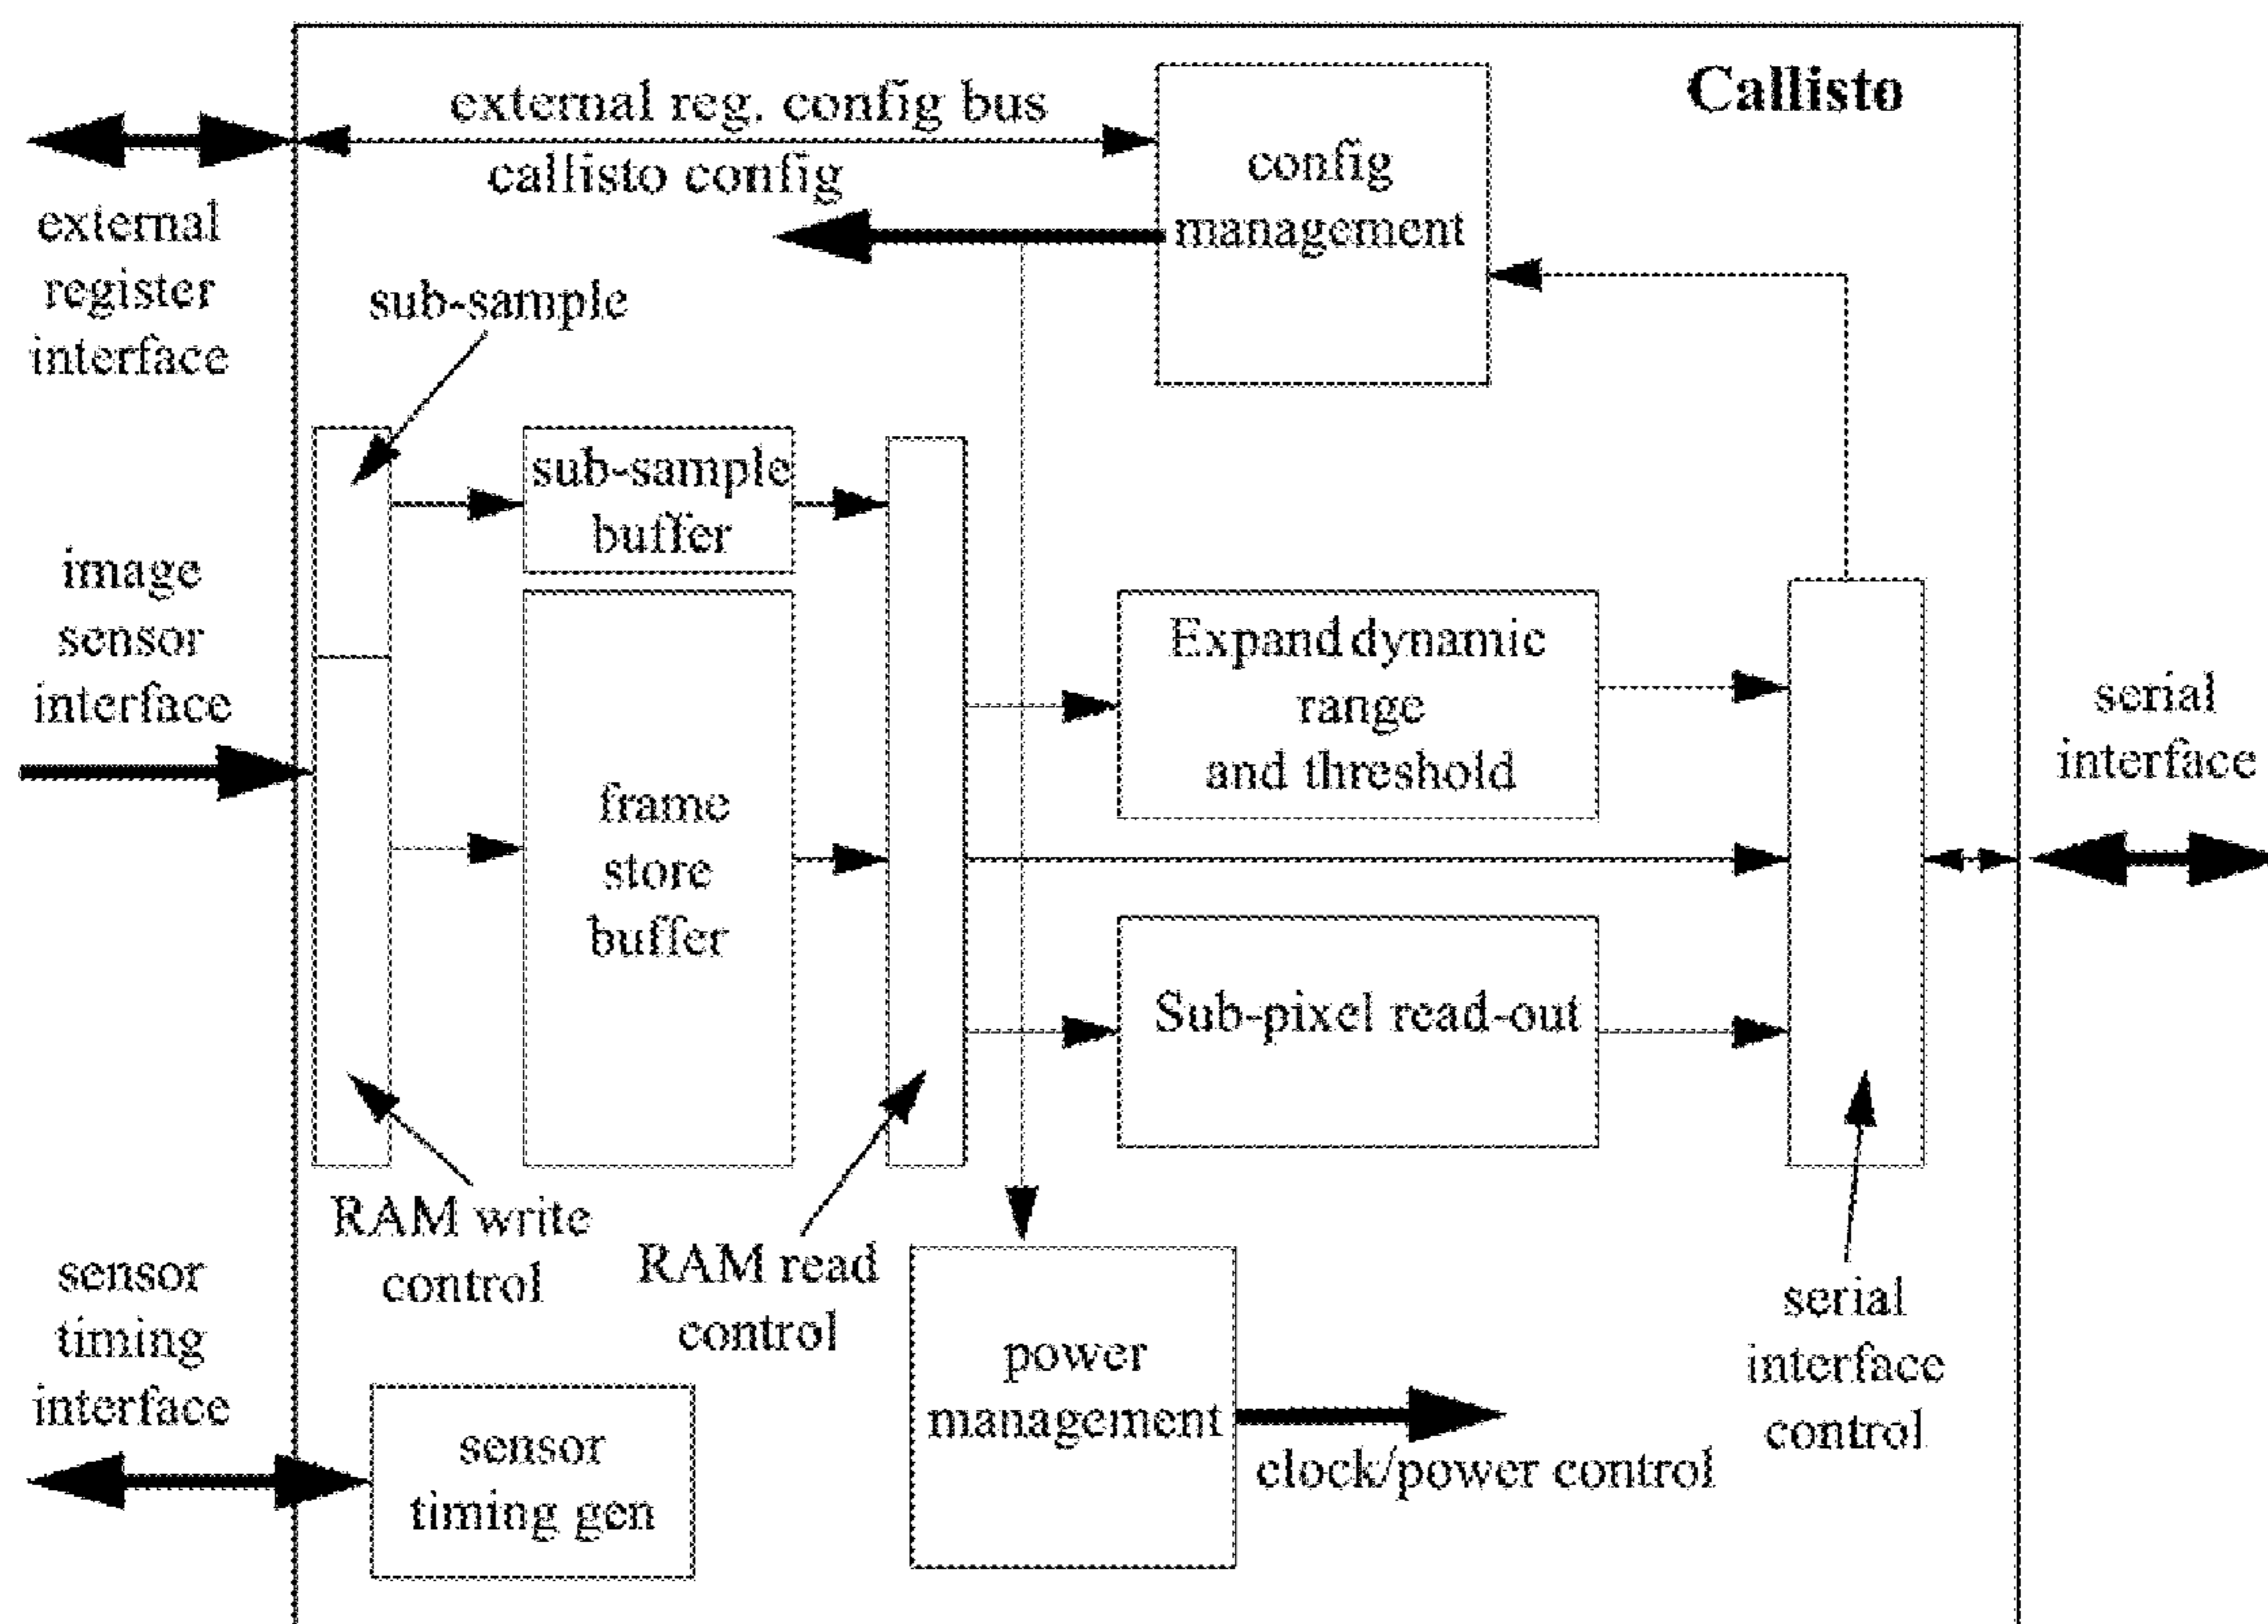 Callisto
external reg. config bus
callisto config
config
management
external
register
interface
sub-sample
sub-sample
buffer
image
sensor
interface
Expand dynamic
range
and threshold
serial
interface
frame
store
buffer
Sub-pixel read-out
RAM write
control
RAM read
control
sensor
timing
interface
serial
interface
control
power
management
clock/power control
sensor
timing gen